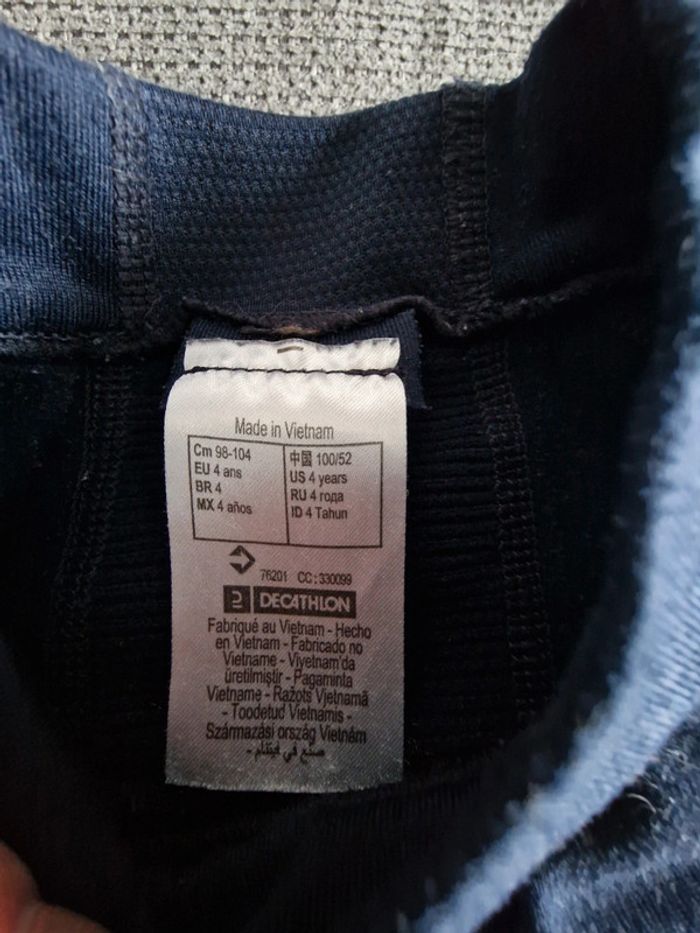 Made in Vietnam
Cm 98-104
EU 4 ans
BR 4
MX 4 años
中国 100/52
US 4 years
RU 4 года
ID 4 Tahun
76201 CC: 330099
DECATHLON
Fabriqué au Vietnam - Hecho
en Vietnam - Fabricado no
Vietname - Viyetnam'da
üretilmiştir - Pagaminta
Vietname - Ražots Vjetnamā
- Toodetud Vietnamis -
Származási ország Vietnám
- صنع في فيتنام